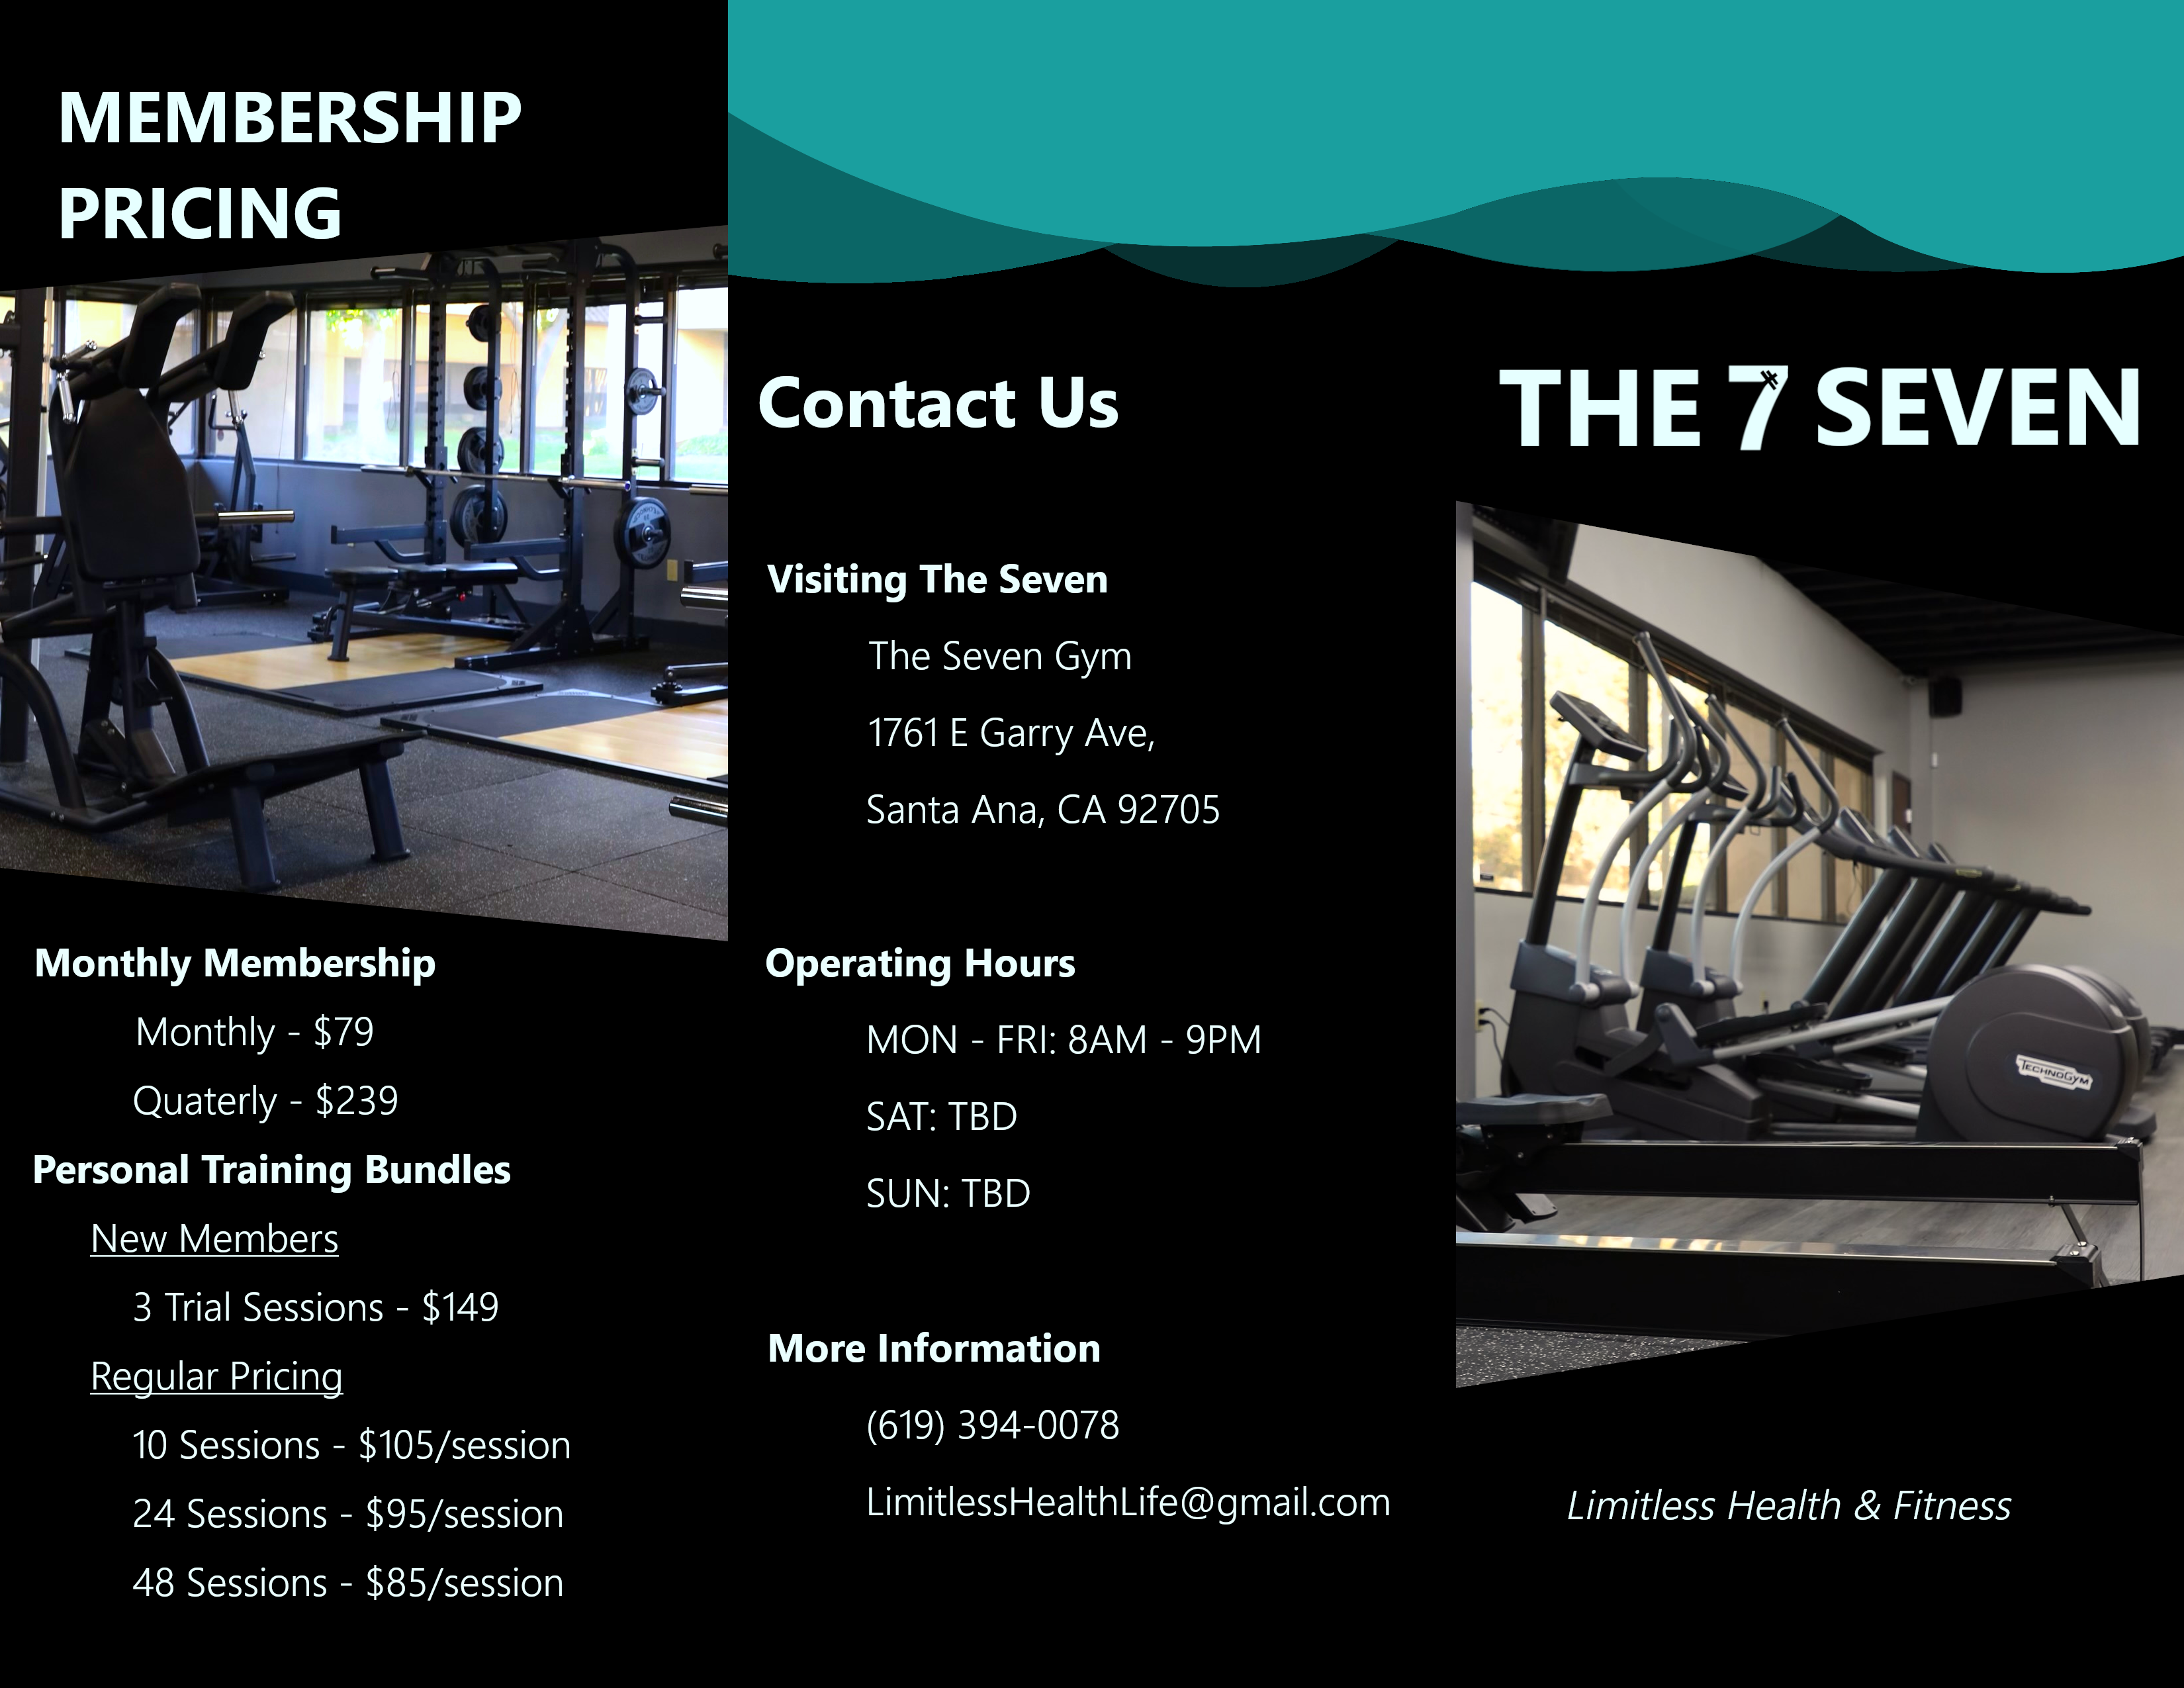 MEMBERSHIP
PRICING
Monthly Membership
Monthly - $79
Quaterly - $239
Personal Training Bundles
New Members
3 Trial Sessions - $149
Regular Pricing
10 Sessions - $105/session
24 Sessions - $95/session
48 Sessions - $85/session
Contact Us
Visiting The Seven
The Seven Gym
1761 E Garry Ave,
Santa Ana, CA 92705
Operating Hours
MON - FRI: 8AM - 9PM
SAT: TBD
SUN: TBD
More Information
(619) 394-0078
LimitlessHealthLife@gmail.com
THE 7 SEVEN
TECHNOGYM
Limitless Health & Fitness